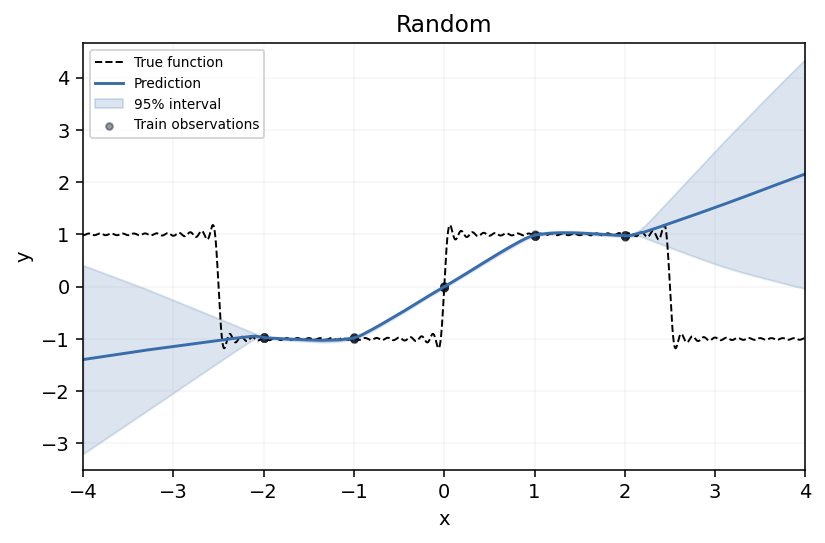 Random
True function
Prediction
95% interval
Train observations
4
3
2
1
0
−1
−2
−3
y
−4
−3
−2
−1
0
1
2
3
4
x